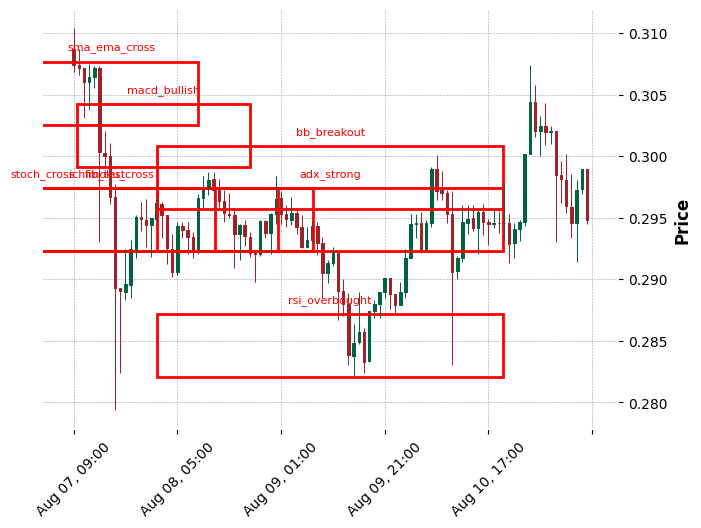 sma_ema_cross
macd_bullish
bb_breakout
stoch_cross
adx_strong
rsi_overbought
0.310
0.305
0.300
0.295
0.290
0.285
0.280
Price
Aug 07, 09:00
Aug 08, 05:00
Aug 09, 01:00
Aug 09, 21:00
Aug 10, 17:00